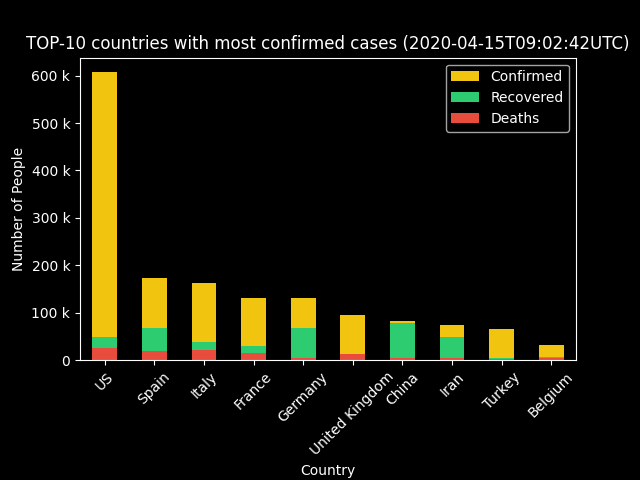 TOP-10 countries with most confirmed cases (2020-04-15T09:02:42UTC)
Confirmed
Recovered
Deaths
Number of People
600 k
500 k
400 k
300 k
200 k
100 k
0
US
Spain
Italy
France
Germany
United Kingdom
China
Iran
Turkey
Belgium
Country